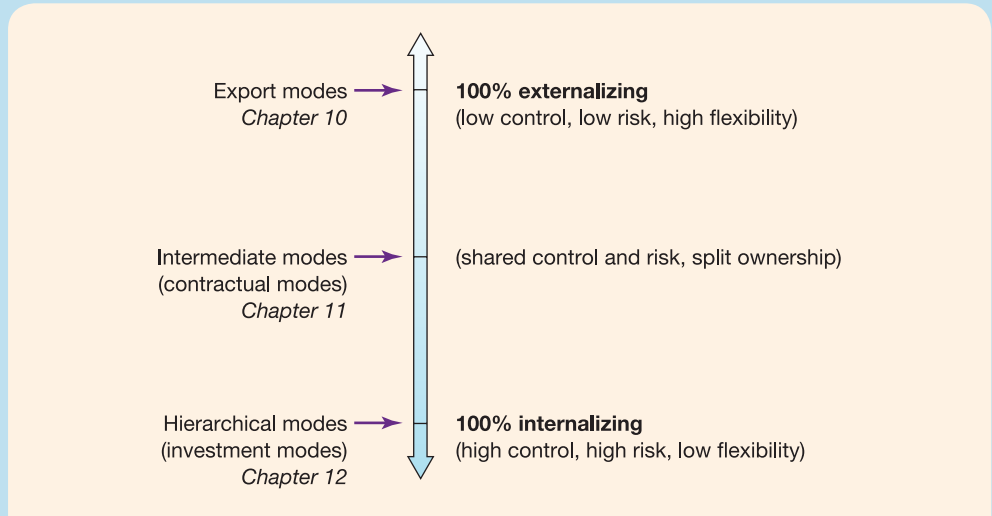 Export modes
Chapter 10
100% externalizing
(low control, low risk, high flexibility)
Intermediate modes
(contractual modes)
Chapter 11
(shared control and risk, split ownership)
Hierarchical modes
(investment modes)
Chapter 12
100% internalizing
(high control, high risk, low flexibility)